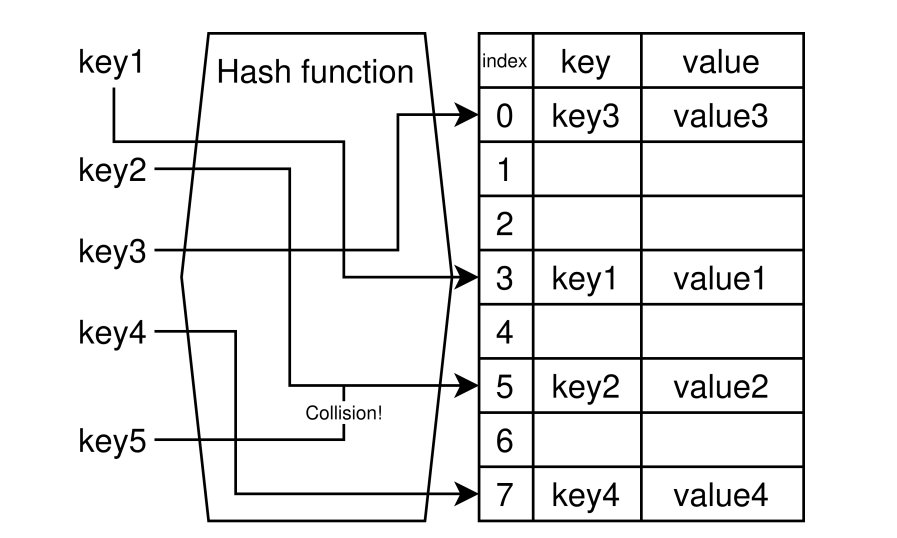 key1
key2
key3
key4
key5
Hash function
Collision!
index key value
0 key3 value3
1
2
3 key1 value1
4
5 key2 value2
6
7 key4 value4